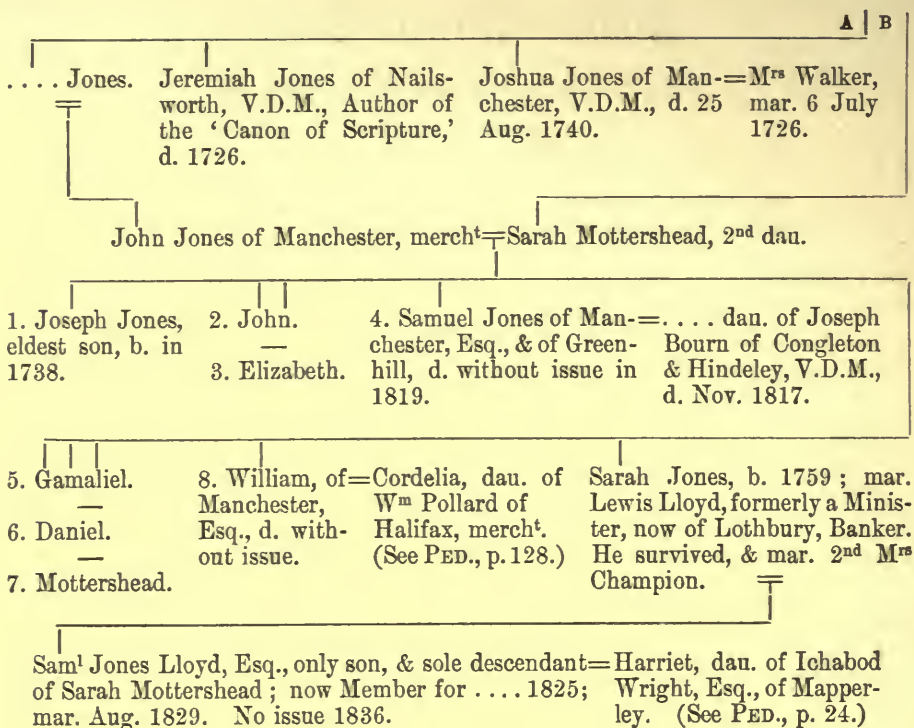 A | B
.... Jones.
Jeremiah Jones of Nails-
worth, V.D.M., Author of
the ‘Canon of Scripture,’
d. 1726.
Joshua Jones of Man-
chester, V.D.M., d. 25
Aug. 1740.
=Mrs Walker,
mar. 6 July
1726.
John Jones of Manchester, mercht=Sarah Mottershead, 2nd dau.
1. Joseph Jones,
eldest son, b. in
1738.
2. John.
—
3. Elizabeth.
4. Samuel Jones of Man-
chester, Esq., & of Green-
hill, d. without issue in
1819.
=.... dau. of Joseph
Bourn of Congleton
& Hindeley, V.D.M.,
d. Nov. 1817.
5. Gamaliel.
—
6. Daniel.
—
7. Mottershead.
8. William, of
Manchester,
Esq., d. with-
out issue.
=Cordelia, dau. of
Wm Pollard of
Halifax, mercht.
(See PED., p. 128.)
Sarah Jones, b. 1759; mar.
Lewis Lloyd, formerly a Minis-
ter, now of Lothbury, Banker.
He survived, & mar. 2nd Mrs
Champion.
Saml Jones Lloyd, Esq., only son, & sole descendant
of Sarah Mottershead; now Member for .... 1825;
mar. Aug. 1829. No issue 1836.
=Harriet, dau. of Ichabod
Wright, Esq., of Mapper-
ley. (See PED., p. 24.)